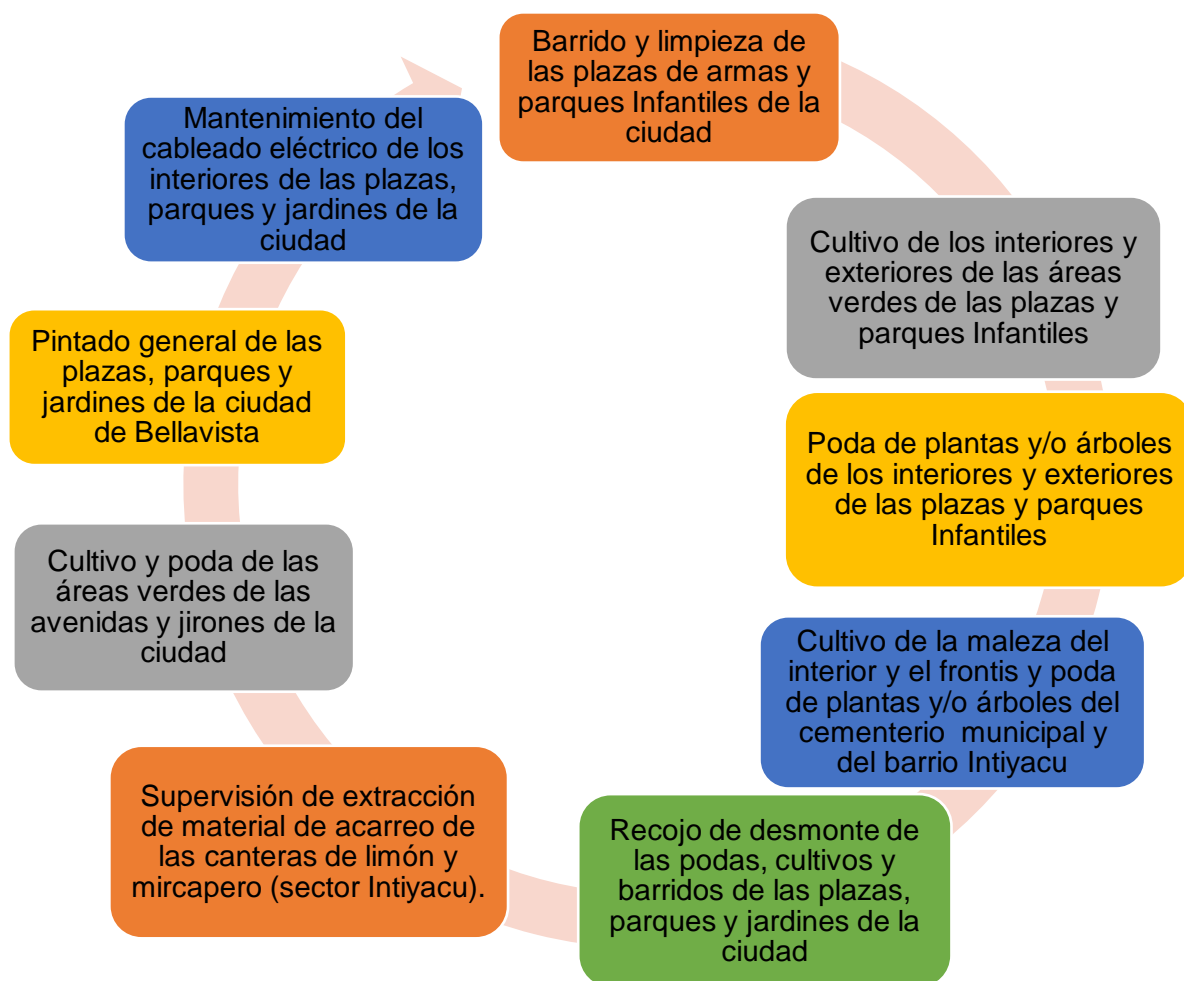 Barrido y limpieza de
las plazas de armas y
parques Infantiles de la
ciudad
Cultivo de los interiores y
exteriores de las áreas
verdes de las plazas y
parques Infantiles
Poda de plantas y/o árboles
de los interiores y exteriores
de las plazas y parques
Infantiles
Cultivo de la maleza del
interior y el frontis y poda
de plantas y/o árboles del
cementerio municipal y
del barrio Intiyacu
Recojo de desmonte de
las podas, cultivos y
barridos de las plazas,
parques y jardines de la
ciudad
Supervisión de extracción
de material de acarreo de
las canteras de limón y
mircapero (sector Intiyacu).
Cultivo y poda de las
áreas verdes de las
avenidas y jirones de la
ciudad
Pintado general de las
plazas, parques y
jardines de la ciudad
de Bellavista
Mantenimiento del
cableado eléctrico de los
interiores de las plazas,
parques y jardines de la
ciudad